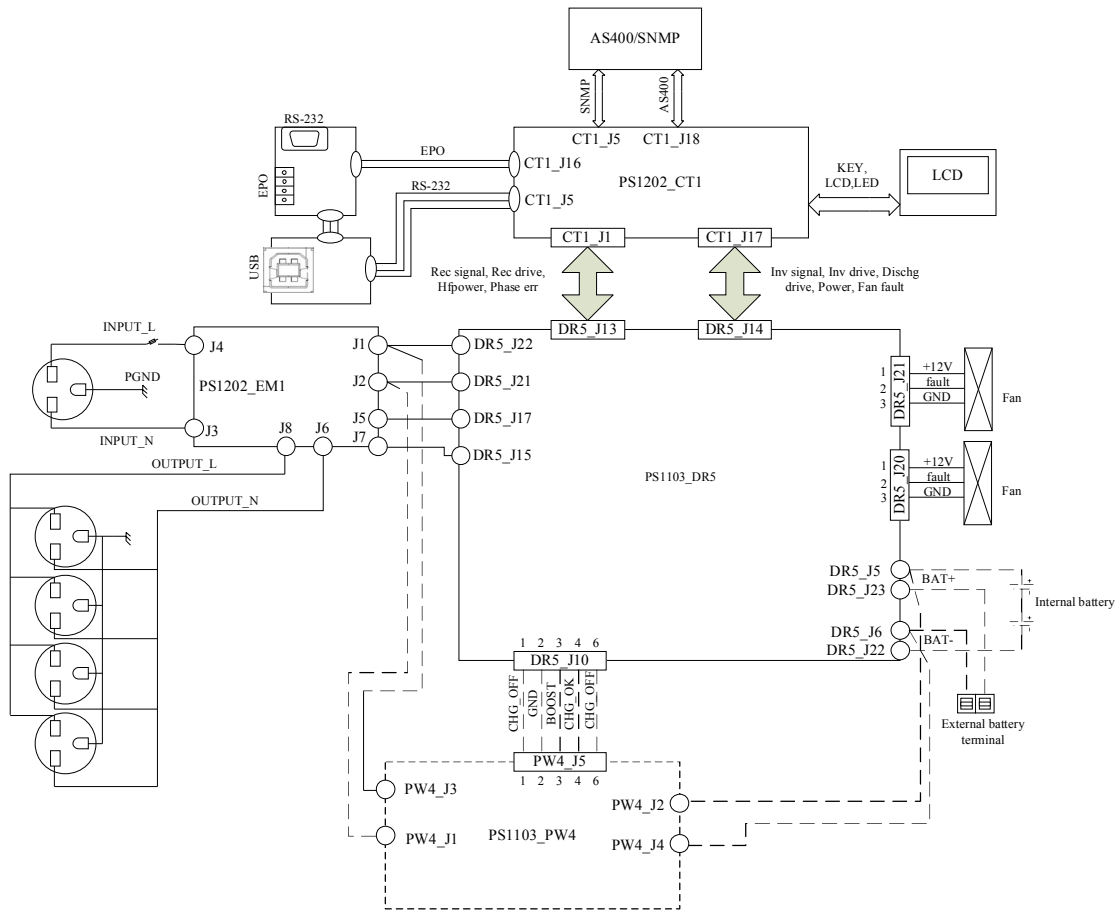 AS400/SNMP
SNMP
AS400
RS-232
EPO
EPO
CT1_J5
CT1_J18
CT1_J16
PS1202_CT1
RS-232
CT1_J5
KEY,
LCD,LED
LCD
USB
CT1_J1
CT1_J17
Rec signal, Rec drive,
Hfpower, Phase err
Inv signal, Inv drive, Dischg
drive, Power, Fan fault
DR5_J13
DR5_J14
INPUT_L
J4
PGND
PS1202_EM1
INPUT_N
J3
J8
J6
J1
J2
J5
J7
DR5_J22
DR5_J21
DR5_J17
DR5_J15
PS1103_DR5
1
2
3
DR5_J21
+12V
fault
GND
Fan
1
2
3
DR5_J20
+12V
fault
GND
Fan
OUTPUT_L
OUTPUT_N
DR5_J5
DR5_J23
BAT+
Internal battery
DR5_J6
DR5_J22
BAT-
External battery
terminal
1 2 3 4 6
DR5_J10
CHG_OFF
GND
BOOST
CHG_OK
CHG_OFF
PW4_J5
1 2 3 4 6
PW4_J3
PW4_J1
PS1103_PW4
PW4_J2
PW4_J4